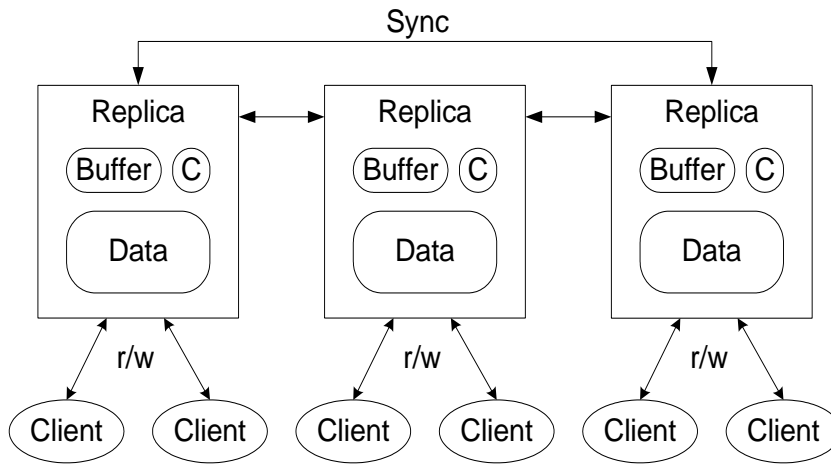 Sync
Replica Replica Replica
Buffer C Buffer C Buffer C
Data Data Data
r/w r/w r/w
Client Client Client Client Client Client